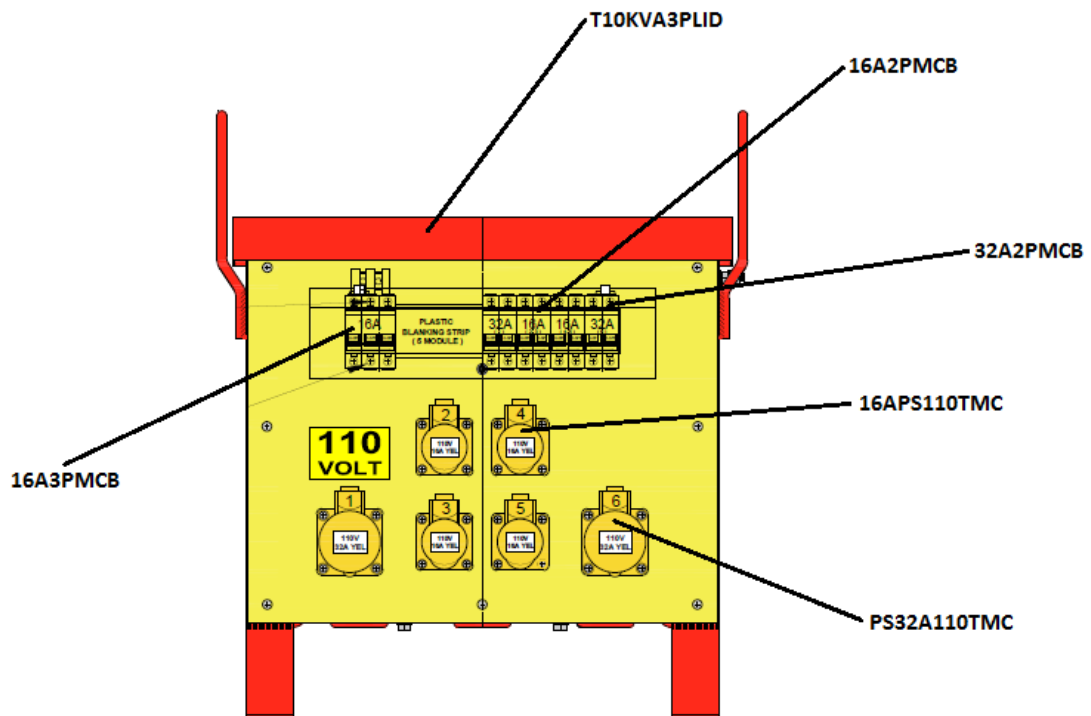 T10KVA3PLID
16A2PMCB
32A2PMCB
16A
PLASTIC
BLANKING STRIP
( 6 MODULE )
32A 16A 16A 32A
16APS110TMC
16A3PMCB
110
VOLT
2
110V
16A YEL
4
110V
16A YEL
1
110V
32A YEL
3
110V
16A YEL
5
110V
16A YEL
6
110V
32A YEL
PS32A110TMC